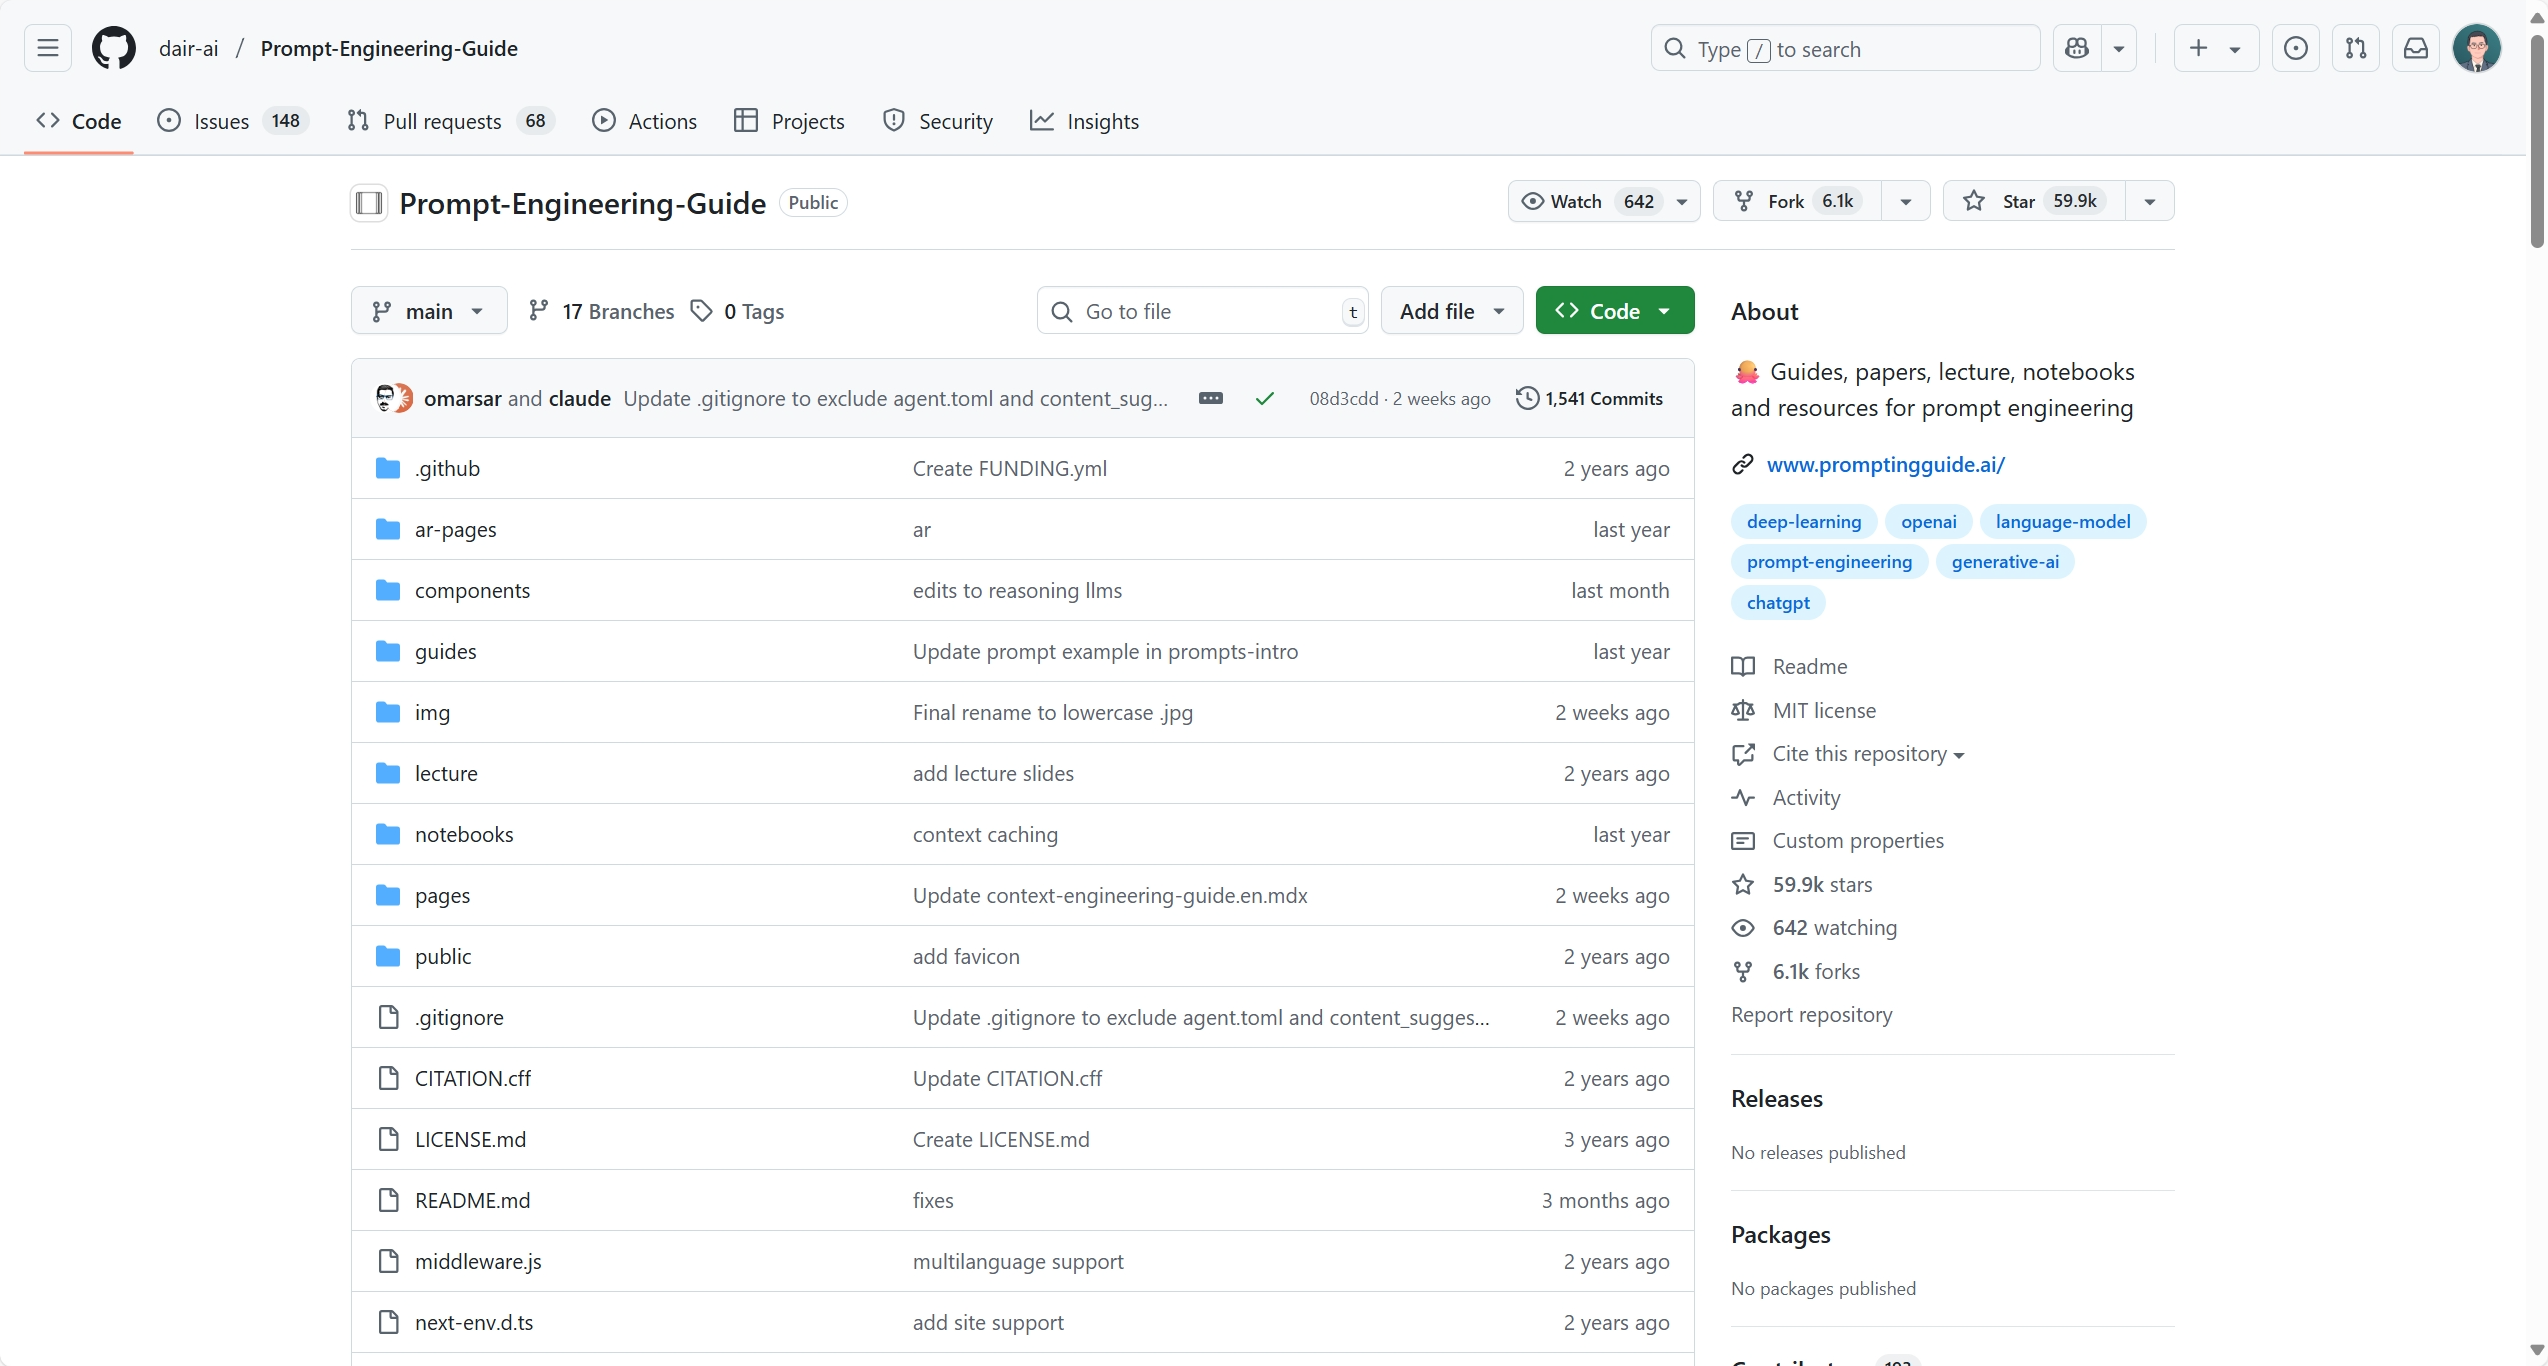 dair-ai / Prompt-Engineering-Guide
Type / to search
Code
Issues 148
Pull requests 68
Actions
Projects
Security
Insights
Prompt-Engineering-Guide Public
Watch 642
Fork 6.1k
Star 59.9k
main
17 Branches
0 Tags
Go to file t
Add file
Code
omarsar and claude Update .gitignore to exclude agent.toml and content_sug... 08d3cdd · 2 weeks ago 1,541 Commits
.github Create FUNDING.yml 2 years ago
ar-pages ar last year
components edits to reasoning llms last month
guides Update prompt example in prompts-intro last year
img Final rename to lowercase .jpg 2 weeks ago
lecture add lecture slides 2 years ago
notebooks context caching last year
pages Update context-engineering-guide.en.mdx 2 weeks ago
public add favicon 2 years ago
.gitignore Update .gitignore to exclude agent.toml and content_sugges... 2 weeks ago
CITATION.cff Update CITATION.cff 2 years ago
LICENSE.md Create LICENSE.md 3 years ago
README.md fixes 3 months ago
middleware.js multilanguage support 2 years ago
next-env.d.ts add site support 2 years ago
About
Guides, papers, lecture, notebooks
and resources for prompt engineering
www.promptingguide.ai/
deep-learning openai language-model
prompt-engineering generative-ai
chatgpt
Readme
MIT license
Cite this repository
Activity
Custom properties
59.9k stars
642 watching
6.1k forks
Report repository
Releases
No releases published
Packages
No packages published